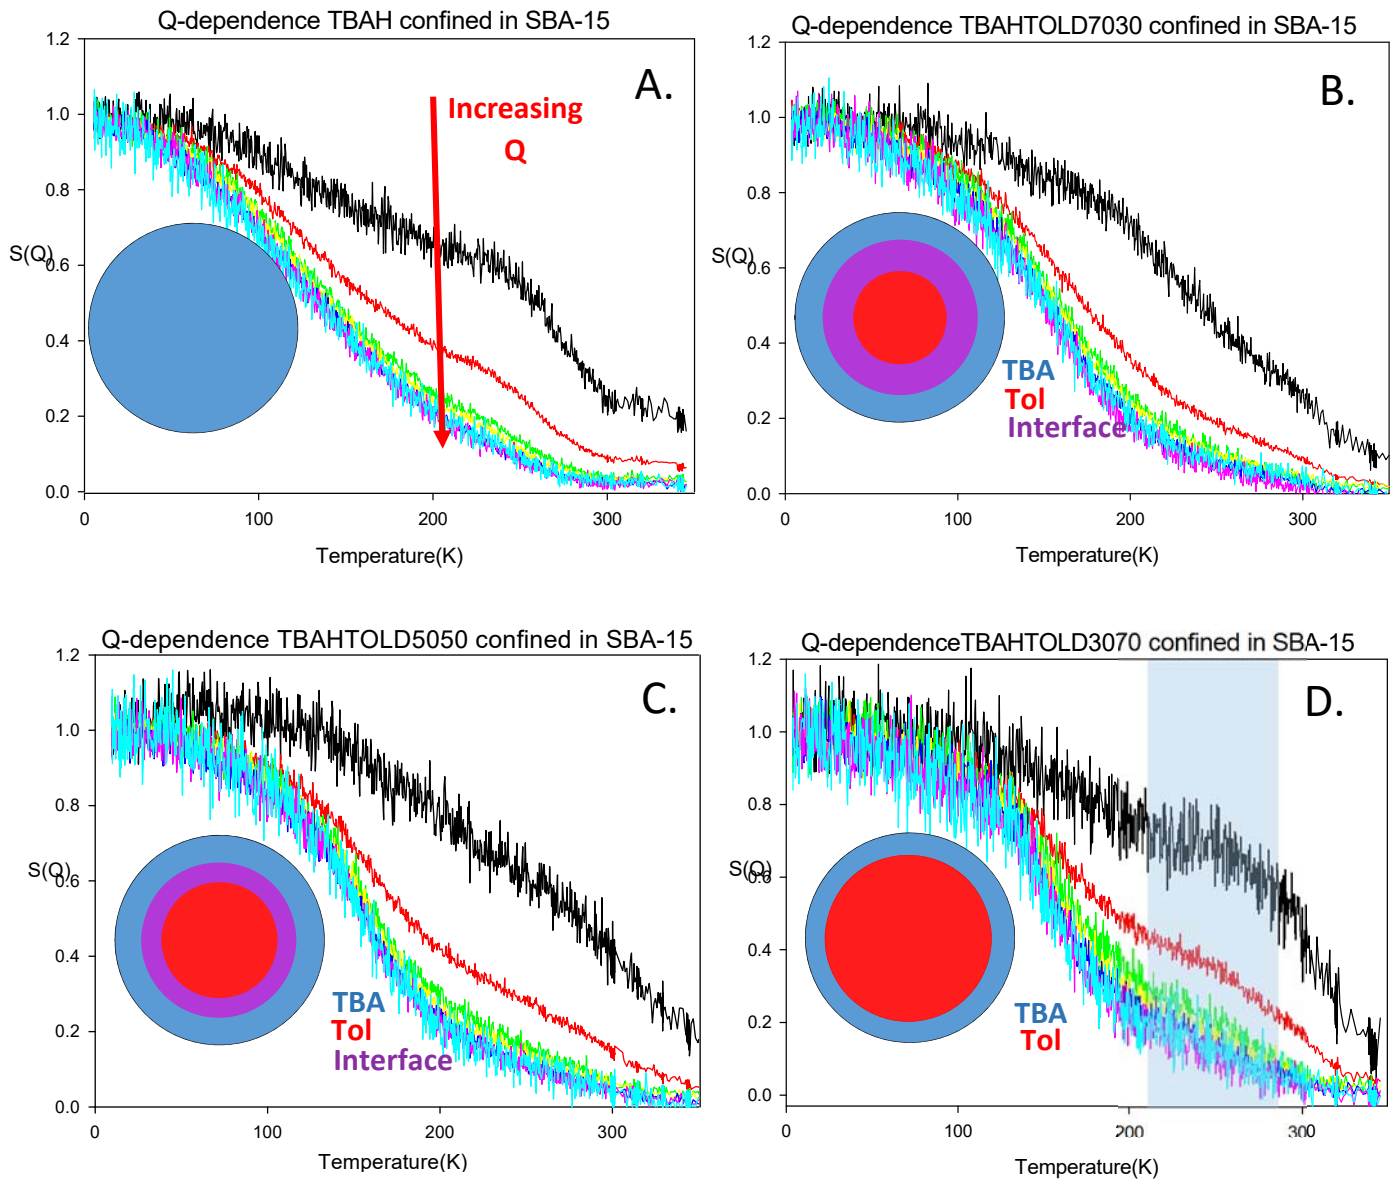 Q-dependence TBAH confined in SBA-15
1.2
1.0
0.8
0.6
0.4
0.2
0.0
S(Q)
A.
Increasing
Q
0 100 200 300
Temperature(K)
Q-dependence TBAHTOLD7030 confined in SBA-15
1.2
1.0
0.8
0.6
0.4
0.2
0.0
S(Q)
B.
TBA
Tol
Interface
0 100 200 300
Temperature(K)
Q-dependence TBAHTOLD5050 confined in SBA-15
1.2
1.0
0.8
0.6
0.4
0.2
0.0
S(Q)
C.
TBA
Tol
Interface
0 100 200 300
Temperature(K)
Q-dependenceTBAHTOLD3070 confined in SBA-15
1.2
1.0
0.8
0.6
0.4
0.2
0.0
S(Q)
D.
TBA
Tol
0 100 200 300
Temperature(K)